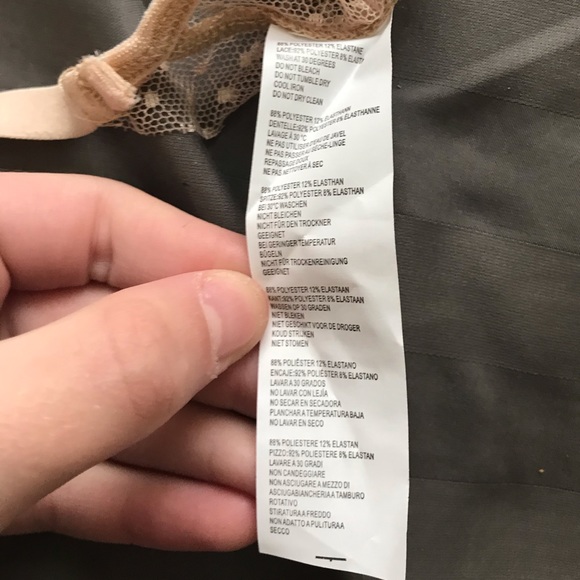 88% POLYESTER 12% ELASTANE
LACE:92% POLYESTER 8% ELAST
WASH AT 30 DEGREES
DO NOT BLEACH
DO NOT TUMBLE DRY
COOL IRON
DO NOT DRY CLEAN
88% POLYESTER 12% ELASTHANN
DENTELLE:92% POLYESTER 8% ELASTHANNE
LAVAGE À 30 °C
NE PAS UTILISER D'EAU DE JAVEL
NE PAS PASSER AU SÈCHE-LINGE
REPASSAGE DOUX
NE PAS NETTOYER À SEC
88% POLYESTER 12% ELASTHAN
SPITZE:92% POLYESTER 8% ELASTHAN
BEI 30°C WASCHEN
NICHT BLEICHEN
NICHT FÜR DEN TROCKNER
GEEIGNET
BEI GERINGER TEMPERATUR
BÜGELN
NICHT FÜR TROCKENREINIGUNG
GEEIGNET
88% POLYESTER 12% ELASTAAN
KANT:92% POLYESTER 8% ELASTAAN
WASSEN OP 30 GRADEN
NIET BLEKEN
NIET GESCHIKT VOOR DE DROGER
KOUD STRIJKEN
NIET STOMEN
88% POLIÉSTER 12% ELASTANO
ENCAJE:92% POLIÉSTER 8% ELASTANO
LAVAR A 30 GRADOS
NO LAVAR CON LEJÍA
NO SECAR EN SECADORA
PLANCHAR A TEMPERATURA BAJA
NO LAVAR EN SECO
88% POLIESTERE 12% ELASTAN
PIZZO:92% POLIESTERE 8% ELASTAN
LAVARE A 30 GRADI
NON CANDEGGIARE
NON ASCIUGARE A MEZZO DI
ASCIUGABIANCHERIA A TAMBURO
ROTATIVO
STIRATURA A FREDDO
NON ADATTO A PULITURA A
SECCO